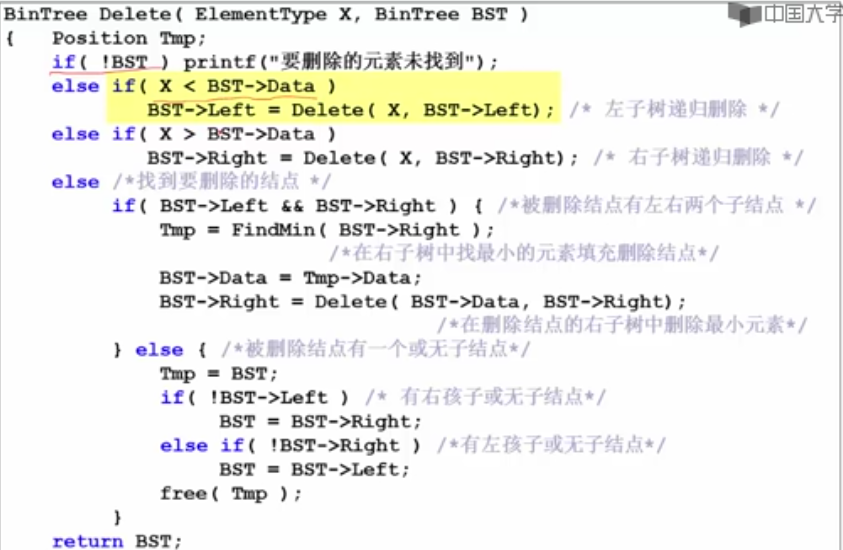 中国大学
BinTree Delete( ElementType X, BinTree BST )
{   Position Tmp;
    if( !BST ) printf("要删除的元素未找到");
    else if( X < BST->Data )
            BST->Left = Delete( X, BST->Left); /* 左子树递归删除 */
    else if( X > BST->Data )
            BST->Right = Delete( X, BST->Right); /* 右子树递归删除 */
    else /*找到要删除的结点 */
         if( BST->Left && BST->Right ) { /*被删除结点有左右两个子结点 */
             Tmp = FindMin( BST->Right );
                           /*在右子树中找最小的元素填充删除结点*/
             BST->Data = Tmp->Data;
             BST->Right = Delete( BST->Data, BST->Right);
                                    /*在删除结点的右子树中删除最小元素*/
         } else { /*被删除结点有一个或无子结点*/
             Tmp = BST;
             if( !BST->Left ) /* 有右孩子或无子结点*/
                  BST = BST->Right;
             else if( !BST->Right ) /*有左孩子或无子结点*/
                  BST = BST->Left;
             free( Tmp );
         }
    return BST;